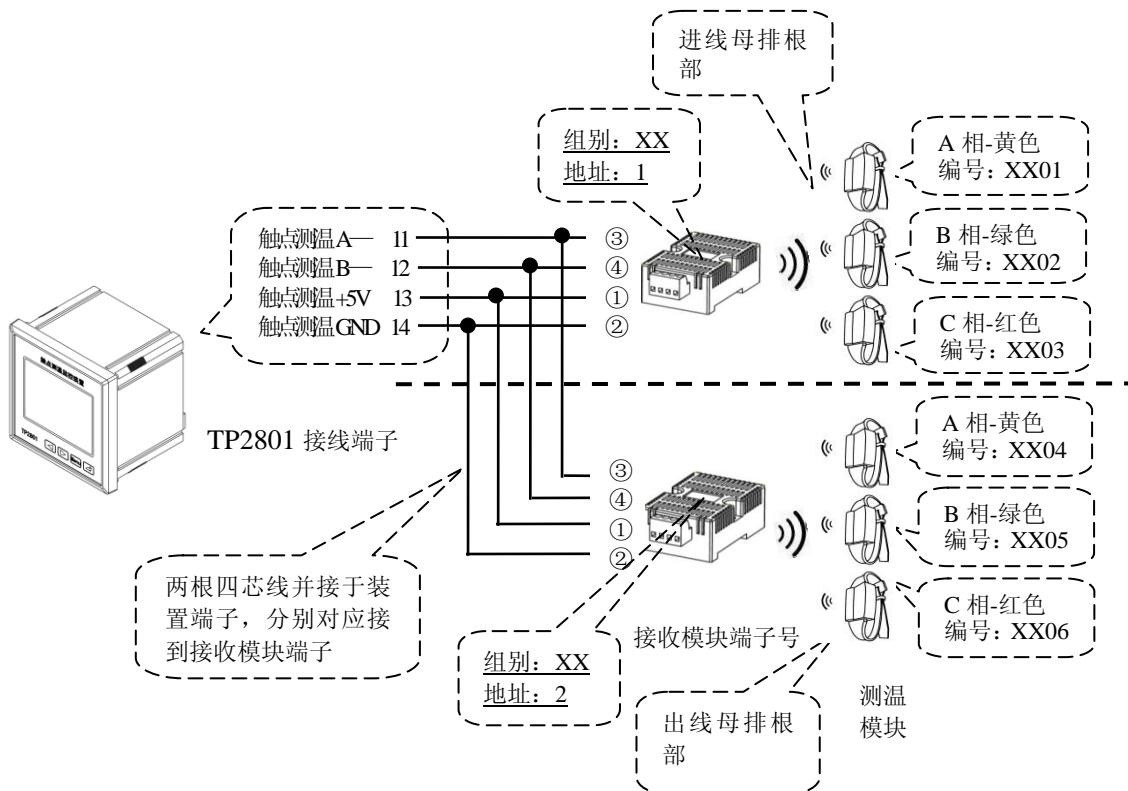 进线母排根
部
组别：XX
地址：1
A 相-黄色
编号：XX01
B 相-绿色
编号：XX02
C 相-红色
编号：XX03
触点测温A— 11
触点测温B— 12
触点测温+5V 13
触点测温GND 14
③
④
①
②
TP2801
TP2801 接线端子
③
④
①
②
A 相-黄色
编号：XX04
B 相-绿色
编号：XX05
C 相-红色
编号：XX06
两根四芯线并接于装
置端子，分别对应接
到接收模块端子
组别：XX
地址：2
接收模块端子号
出线母排根
部
测温
模块